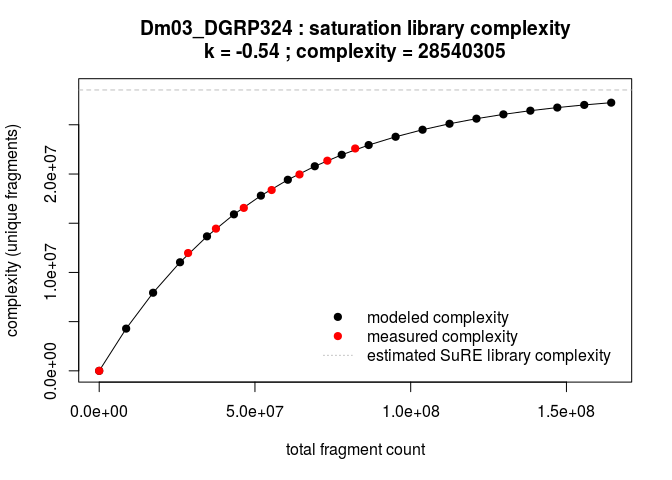 Dm03_DGRP324 : saturation library complexity
k = -0.54 ; complexity = 28540305
complexity (unique fragments)
2.0e+07
1.0e+07
0.0e+00
modeled complexity
measured complexity
estimated SuRE library complexity
0.0e+00 5.0e+07 1.0e+08 1.5e+08
total fragment count